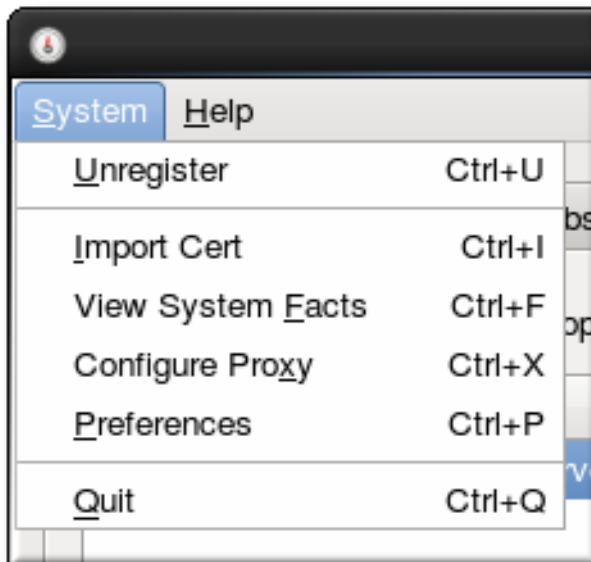 System Help
Unregister Ctrl+U
Import Cert Ctrl+I
View System Facts Ctrl+F
Configure Proxy Ctrl+X
Preferences Ctrl+P
Quit Ctrl+Q